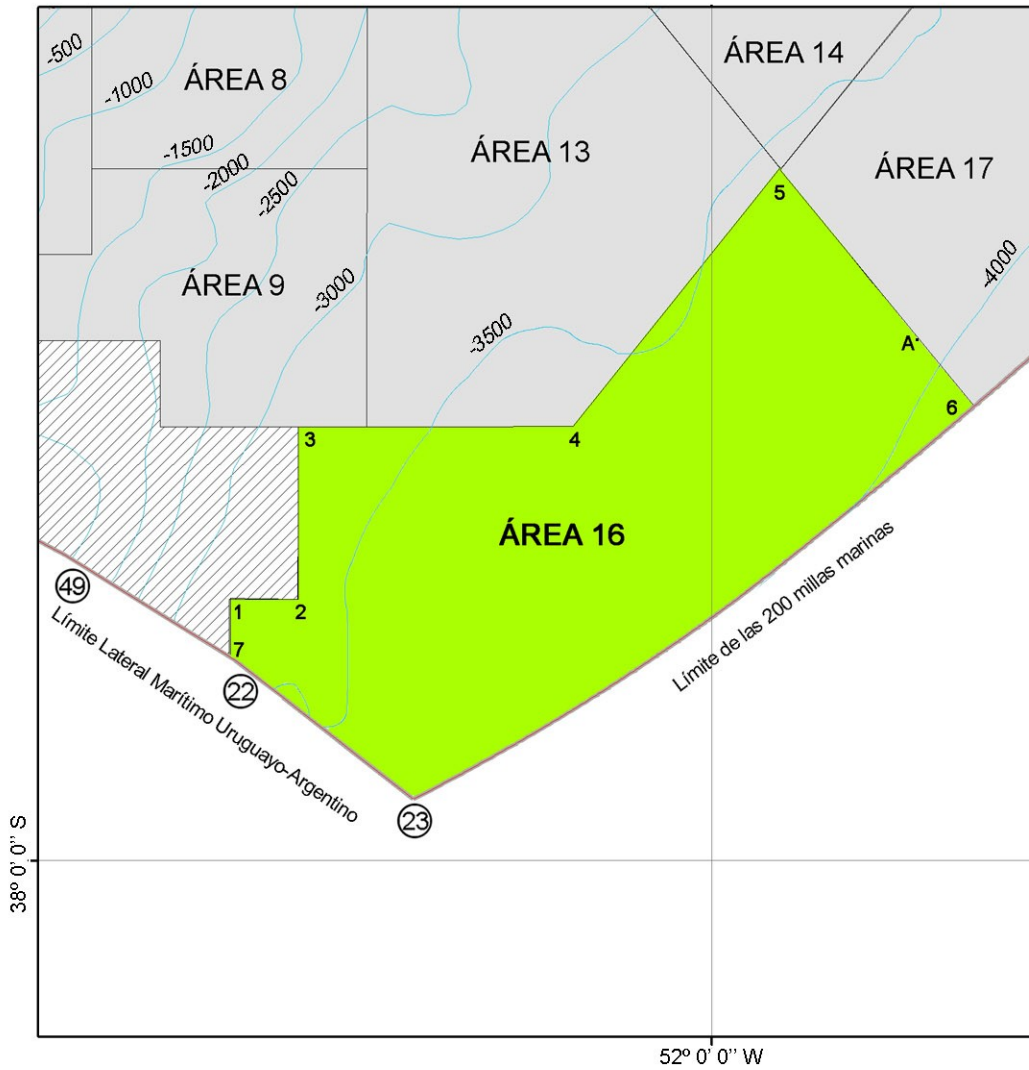 -500
-1000
ÁREA 8
ÁREA 14
-1500
-2000
-2500
ÁREA 13
ÁREA 17
5
ÁREA 9
-3000
-3500
-4000
A
6
3
4
ÁREA 16
49
1
2
7
22
Límite Lateral Marítimo Uruguayo-Argentino
Límite de las 200 millas marinas
23
38º 0' 0'' S
52º 0' 0'' W